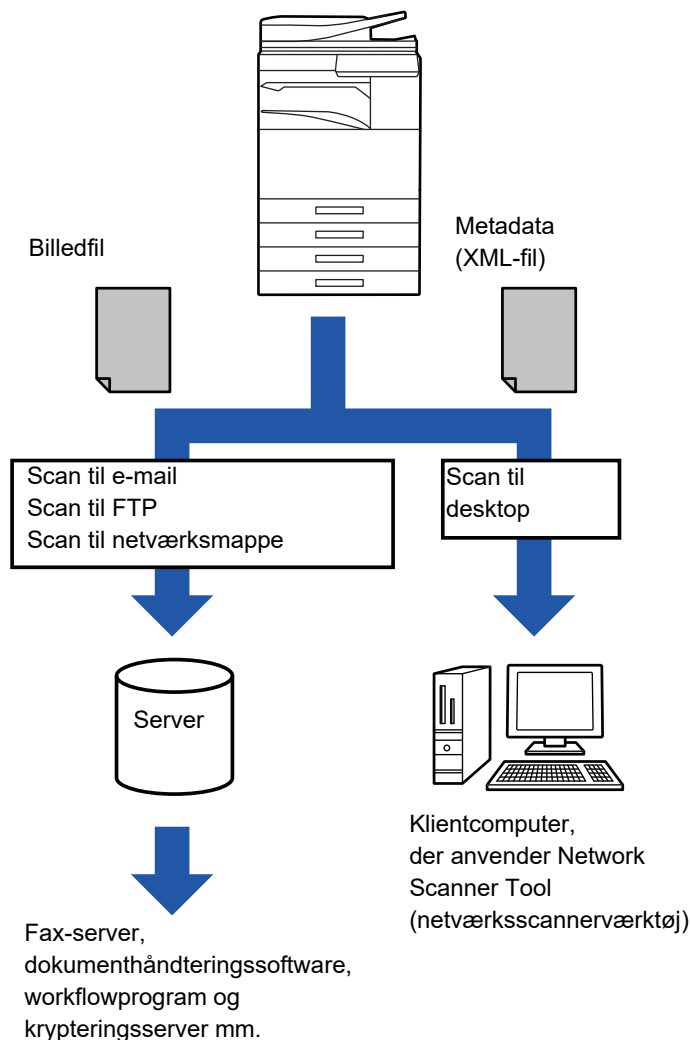 Billedfil
Metadata
(XML-fil)
Scan til e-mail
Scan til FTP
Scan til netværksmappe
Scan til
desktop
Server
Klientcomputer,
der anvender Network
Scanner Tool
(netværksscannerværktøj)
Fax-server,
dokumenthåndteringssoftware,
workflowprogram og
krypteringsserver mm.